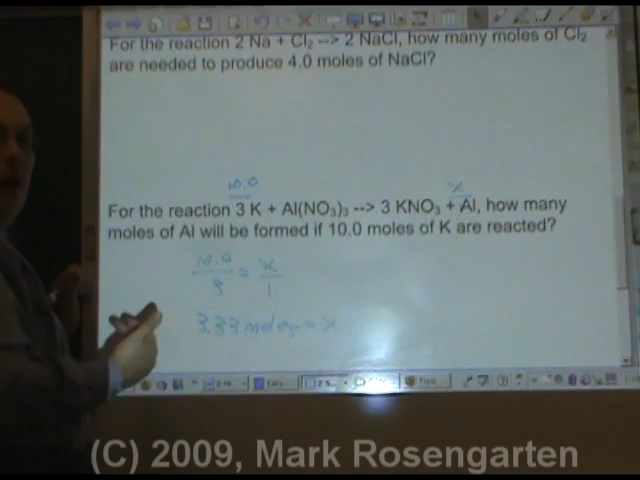 For the reaction 2 Na + Cl₂ --> 2 NaCl, how many moles of Cl₂
are needed to produce 4.0 moles of NaCl?
10.0 x
For the reaction 3 K + Al(NO₃)₃ --> 3 KNO₃ + Al, how many
moles of Al will be formed if 10.0 moles of K are reacted?
10.0 = x
3 1
3.33 moles = x
(C) 2009, Mark Rosengarten